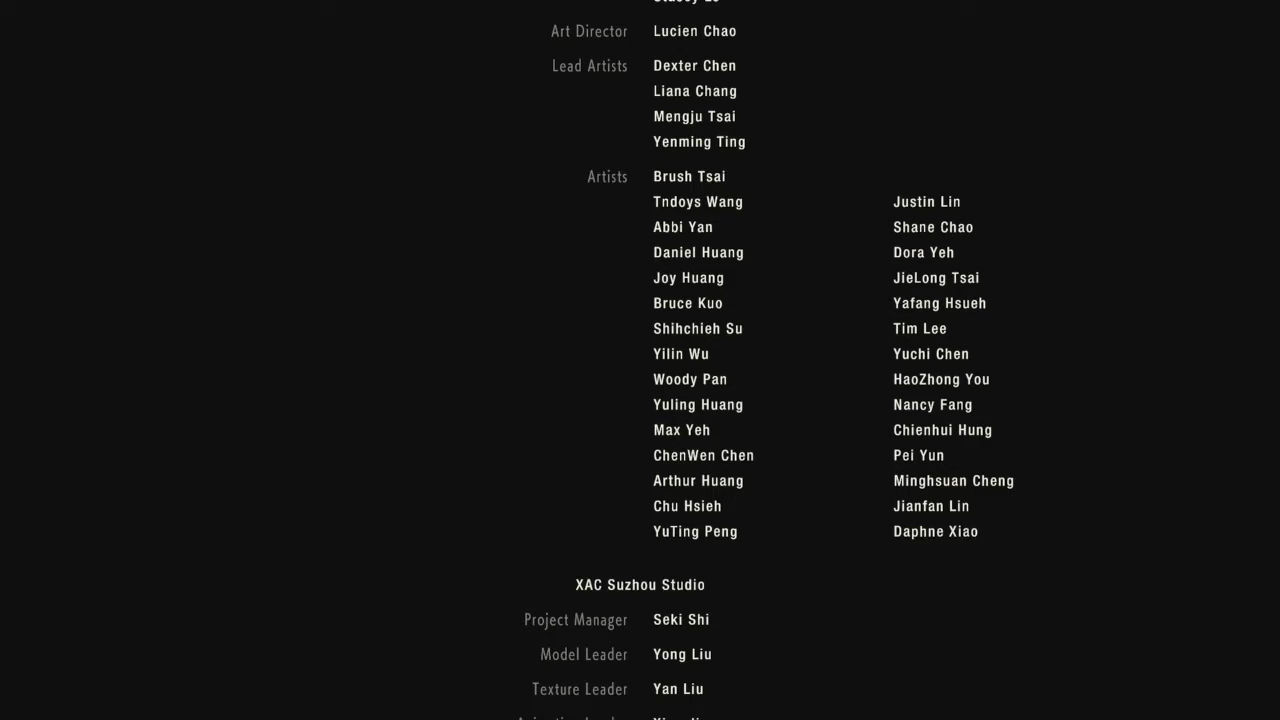 Art Director Lucien Chao
Lead Artists Dexter Chen
Liana Chang
Mengju Tsai
Yenming Ting
Artists Brush Tsai
Tndoys Wang Justin Lin
Abbi Yan Shane Chao
Daniel Huang Dora Yeh
Joy Huang JieLong Tsai
Bruce Kuo Yafang Hsueh
Shihchieh Su Tim Lee
Yilin Wu Yuchi Chen
Woody Pan HaoZhong You
Yuling Huang Nancy Fang
Max Yeh Chienhui Hung
ChenWen Chen Pei Yun
Arthur Huang Minghsuan Cheng
Chu Hsieh Jianfan Lin
YuTing Peng Daphne Xiao
XAC Suzhou Studio
Project Manager Seki Shi
Model Leader Yong Liu
Texture Leader Yan Liu